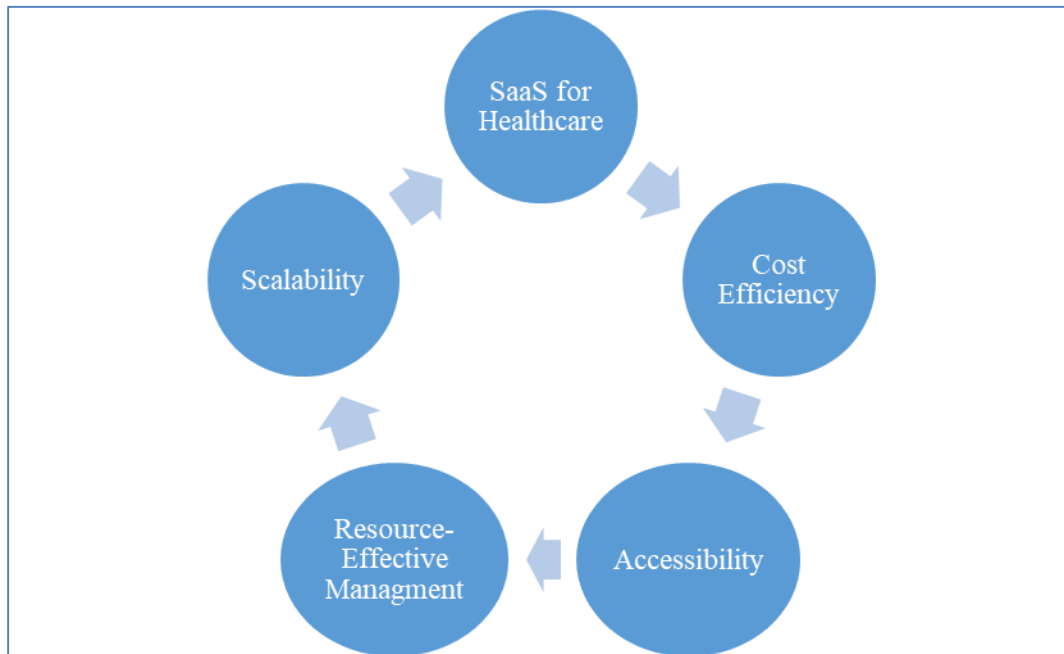 SaaS for
Healthcare
Cost
Efficiency
Accessibility
Resource-
Effective
Managment
Scalability